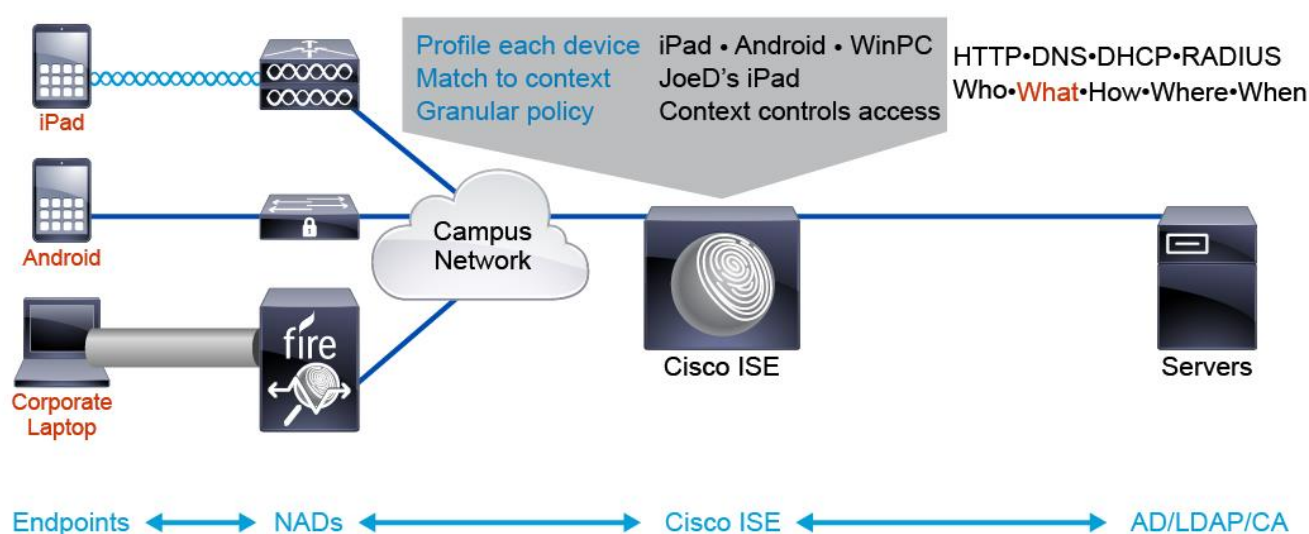 Profile each device iPad • Android • WinPC
Match to context JoeD's iPad
Granular policy Context controls access
HTTP•DNS•DHCP•RADIUS
Who•What•How•Where•When
iPad
Android
Campus
Network
fire
Corporate
Laptop
Cisco ISE
Servers
Endpoints NADs Cisco ISE AD/LDAP/CA